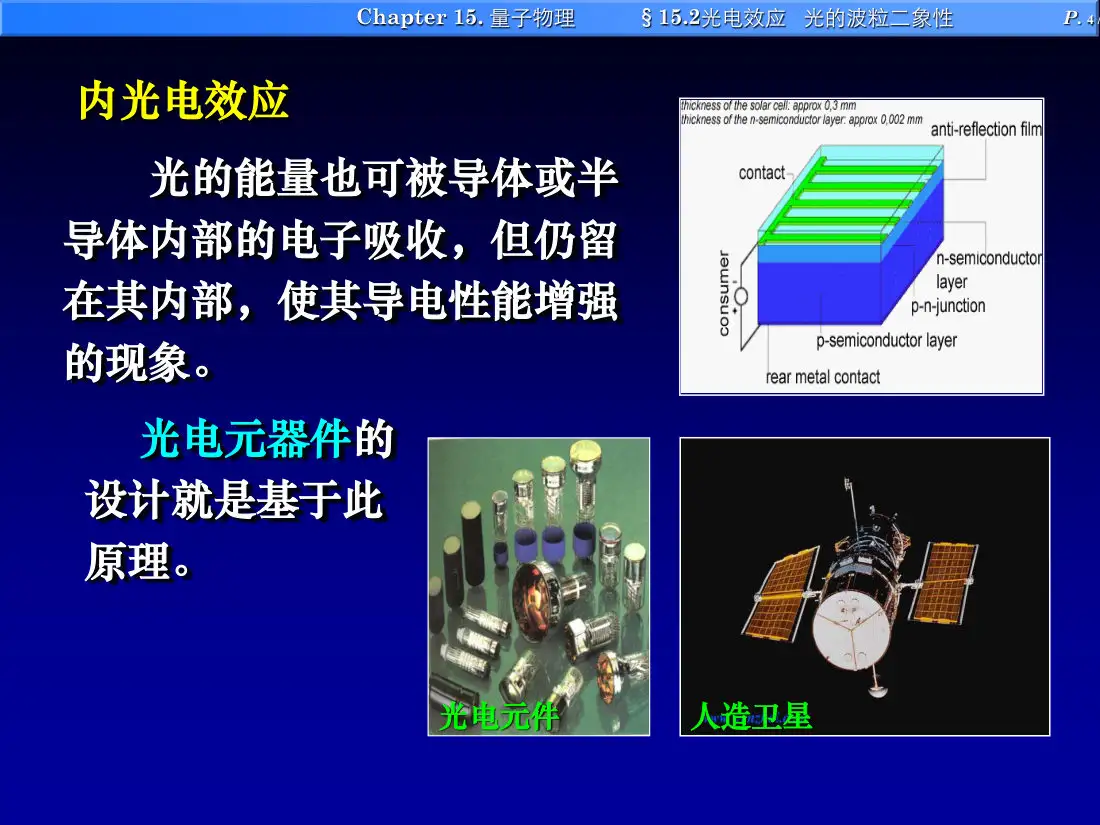 Chapter 15. 量子物理 §15.2光电效应 光的波粒二象性 P. 4/
内光电效应
光的能量也可被导体或半
导体内部的电子吸收，但仍留
在其内部，使其导电性能增强
的现象。
光电元器件的
设计就是基于此
原理。
thickness of the solar cell: approx 0,3 mm
thickness of the n-semiconductor layer: approx 0,002 mm
anti-reflection film
contact
consumer
-
+
n-semiconductor
layer
p-n-junction
p-semiconductor layer
rear metal contact
光电元件
人造卫星